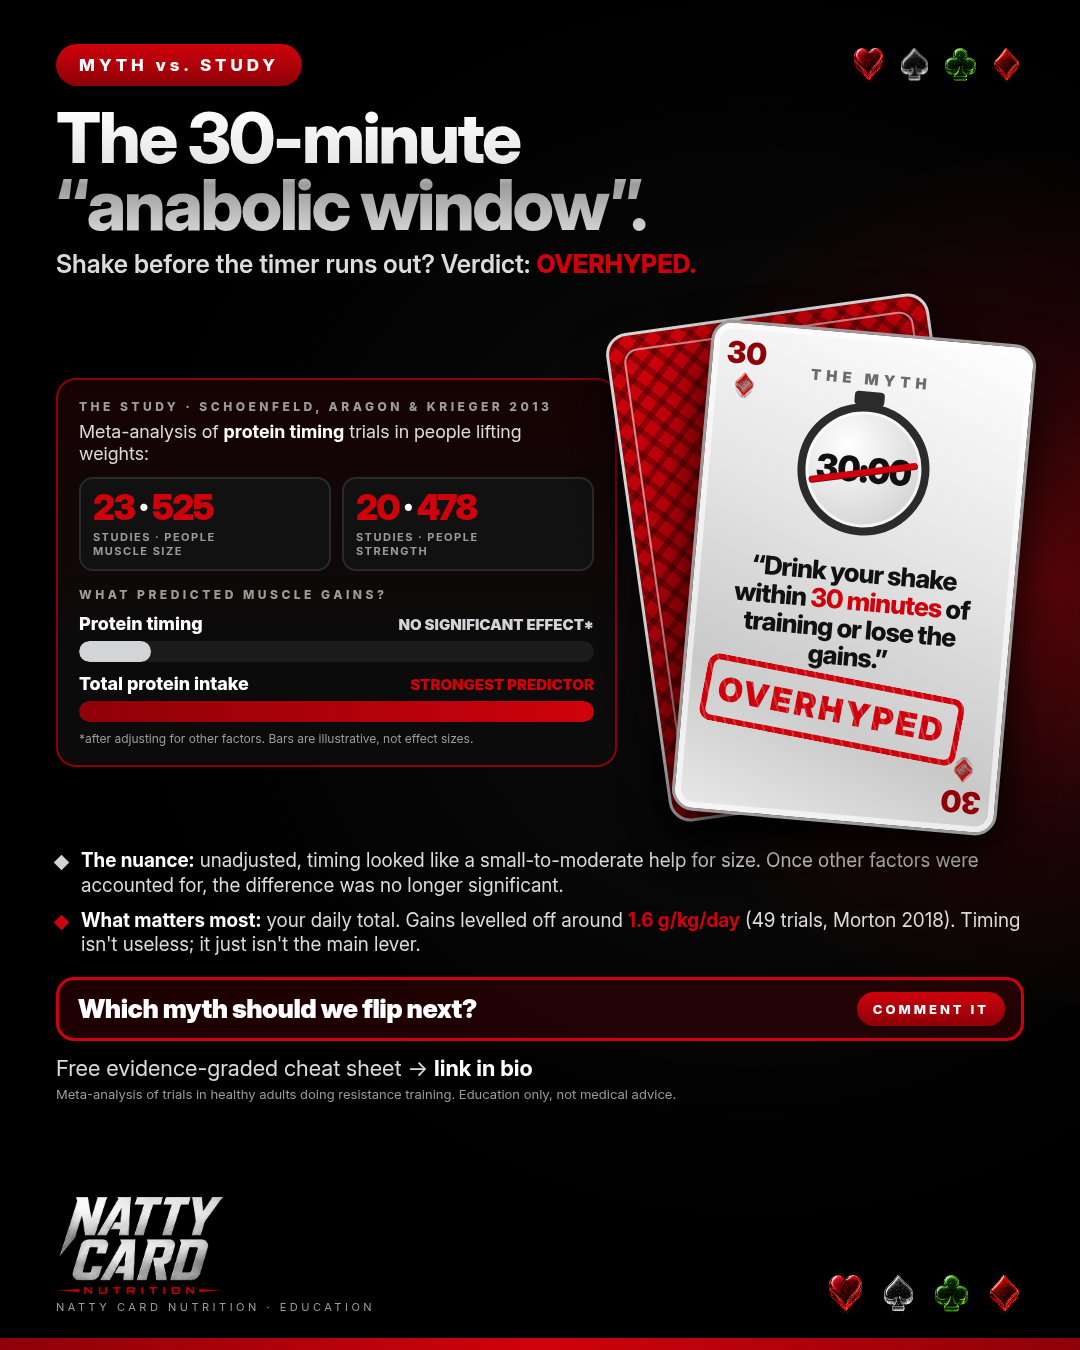 MYTH vs. STUDY
The 30-minute
“anabolic window”.
Shake before the timer runs out? Verdict: OVERHYPED.
THE STUDY · SCHOENFELD, ARAGON & KRIEGER 2013
Meta-analysis of protein timing trials in people lifting
weights:
23·525
STUDIES · PEOPLE
MUSCLE SIZE
20·478
STUDIES · PEOPLE
STRENGTH
WHAT PREDICTED MUSCLE GAINS?
Protein timing
NO SIGNIFICANT EFFECT*
Total protein intake
STRONGEST PREDICTOR
*after adjusting for other factors. Bars are illustrative, not effect sizes.
30
THE MYTH
30:00
“Drink your shake
within 30 minutes of
training or lose the
gains.”
OVERHYPED
30
The nuance: unadjusted, timing looked like a small-to-moderate help for size. Once other factors were
accounted for, the difference was no longer significant.
What matters most: your daily total. Gains levelled off around 1.6 g/kg/day (49 trials, Morton 2018). Timing
isn't useless; it just isn't the main lever.
Which myth should we flip next?
COMMENT IT
Free evidence-graded cheat sheet → link in bio
Meta-analysis of trials in healthy adults doing resistance training. Education only, not medical advice.
NATTY
CARD
NUTRITION
NATTY CARD NUTRITION · EDUCATION